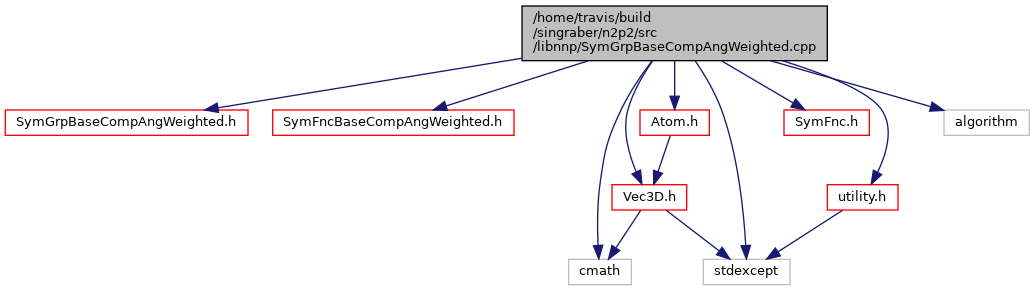 /home/travis/build
/singraber/n2p2/src
/libnnp/SymGrpBaseCompAngWeighted.cpp
SymGrpBaseCompAngWeighted.h
SymFncBaseCompAngWeighted.h
Atom.h
SymFnc.h
algorithm
Vec3D.h
utility.h
cmath
stdexcept